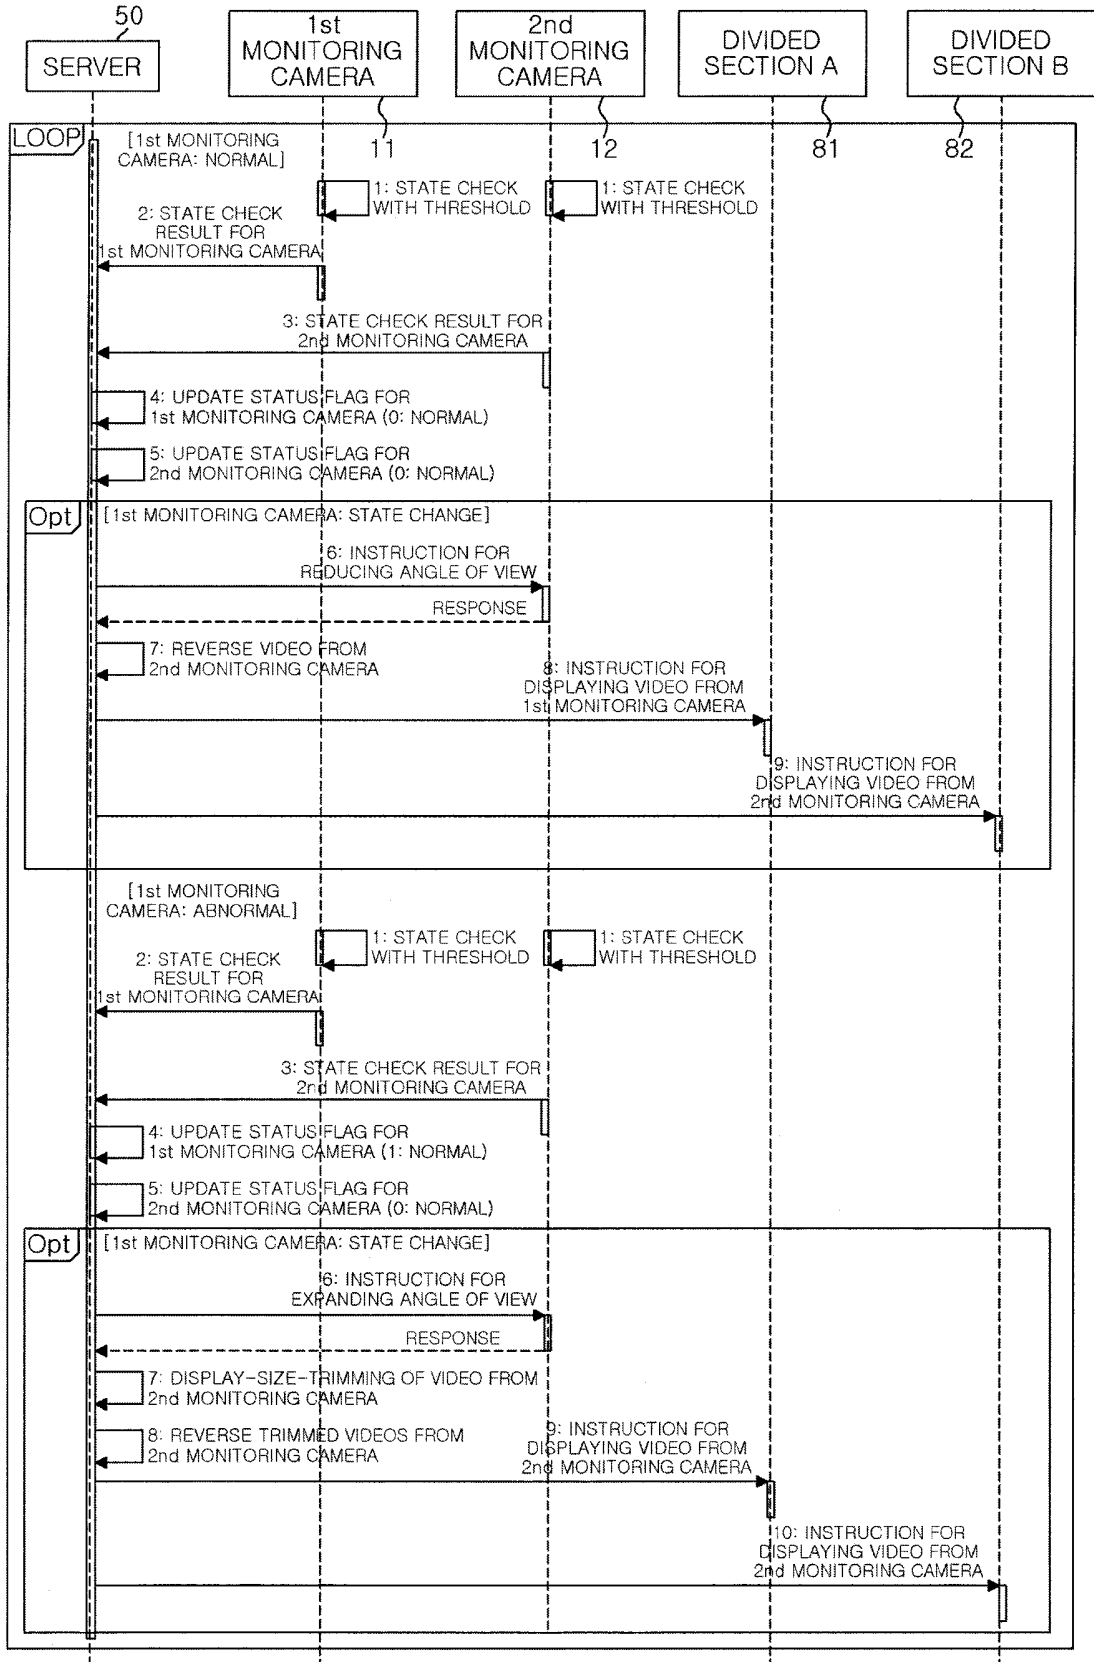 50
SERVER
1st
MONITORING
CAMERA
2nd
MONITORING
CAMERA
DIVIDED
SECTION A
DIVIDED
SECTION B
11
12
81
82
LOOP
[1st MONITORING
CAMERA: NORMAL]
1: STATE CHECK
WITH THRESHOLD
1: STATE CHECK
WITH THRESHOLD
2: STATE CHECK
RESULT FOR
1st MONITORING CAMERA
3: STATE CHECK RESULT FOR
2nd MONITORING CAMERA
4: UPDATE STATUS FLAG FOR
1st MONITORING CAMERA (0: NORMAL)
5: UPDATE STATUS FLAG FOR
2nd MONITORING CAMERA (0: NORMAL)
Opt
[1st MONITORING CAMERA: STATE CHANGE]
6: INSTRUCTION FOR
REDUCING ANGLE OF VIEW
RESPONSE
7: REVERSE VIDEO FROM
2nd MONITORING CAMERA
8: INSTRUCTION FOR
DISPLAYING VIDEO FROM
1st MONITORING CAMERA
9: INSTRUCTION FOR
DISPLAYING VIDEO FROM
2nd MONITORING CAMERA
[1st MONITORING
CAMERA: ABNORMAL]
1: STATE CHECK
WITH THRESHOLD
1: STATE CHECK
WITH THRESHOLD
2: STATE CHECK
RESULT FOR
1st MONITORING CAMERA
3: STATE CHECK RESULT FOR
2nd MONITORING CAMERA
4: UPDATE STATUS FLAG FOR
1st MONITORING CAMERA (1: NORMAL)
5: UPDATE STATUS FLAG FOR
2nd MONITORING CAMERA (0: NORMAL)
Opt
[1st MONITORING CAMERA: STATE CHANGE]
6: INSTRUCTION FOR
EXPANDING ANGLE OF VIEW
RESPONSE
7: DISPLAY-SIZE-TRIMMING OF VIDEO FROM
2nd MONITORING CAMERA
8: REVERSE TRIMMED VIDEOS FROM
2nd MONITORING CAMERA
9: INSTRUCTION FOR
DISPLAYING VIDEO FROM
2nd MONITORING CAMERA
10: INSTRUCTION FOR
DISPLAYING VIDEO FROM
2nd MONITORING CAMERA